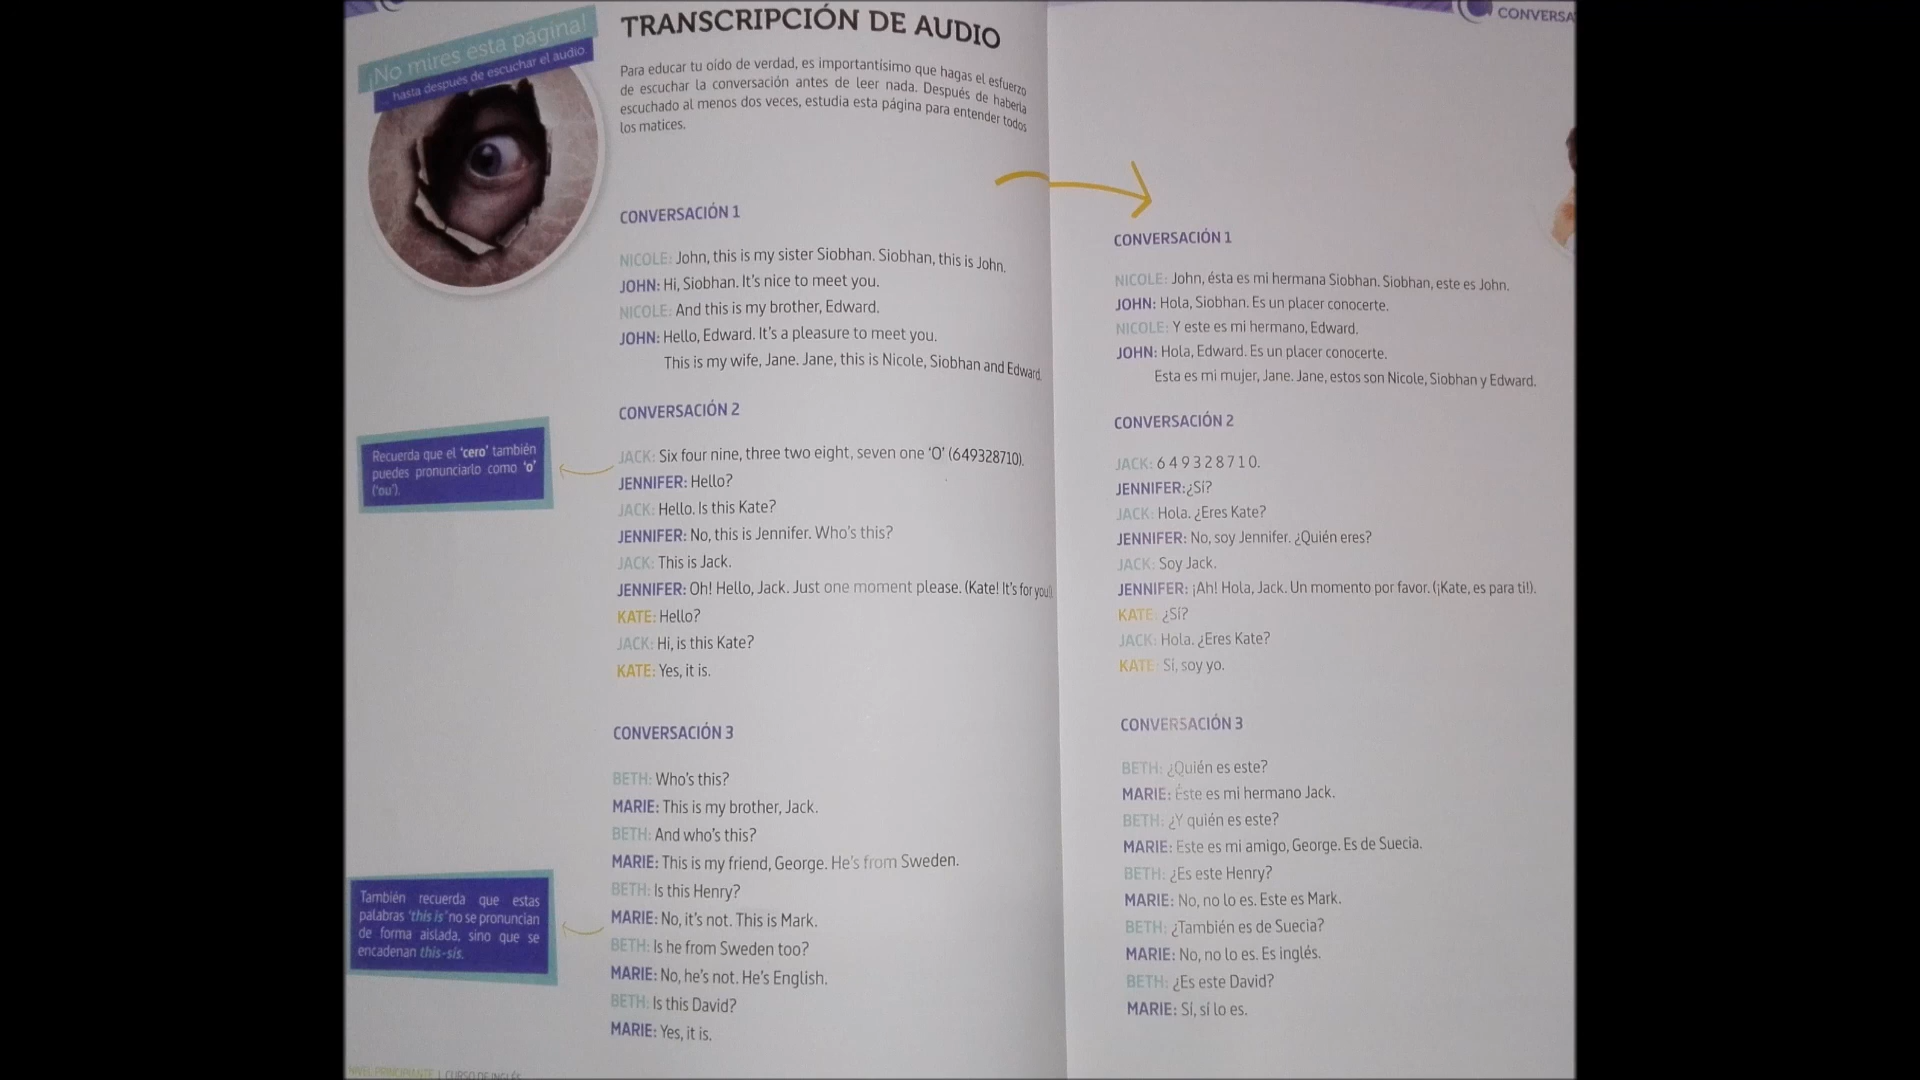 ¡No mires esta página!
... hasta después de escuchar el audio.
TRANSCRIPCIÓN DE AUDIO
Para educar tu oído de verdad, es importantísimo que hagas el esfuerzo
de escuchar la conversación antes de leer nada. Después de haberla
escuchado al menos dos veces, estudia esta página para entender todos
los matices.
CONVERSACIÓN 1
NICOLE: John, this is my sister Siobhan. Siobhan, this is John.
JOHN: Hi, Siobhan. It's nice to meet you.
NICOLE: And this is my brother, Edward.
JOHN: Hello, Edward. It's a pleasure to meet you.
This is my wife, Jane. Jane, this is Nicole, Siobhan and Edward.
CONVERSACIÓN 2
Recuerda que el 'cero' también
puedes pronunciarlo como 'o'
('ou').
JACK: Six four nine, three two eight, seven one 'O' (649328710).
JENNIFER: Hello?
JACK: Hello. Is this Kate?
JENNIFER: No, this is Jennifer. Who's this?
JACK: This is Jack.
JENNIFER: Oh! Hello, Jack. Just one moment please. (Kate! It's for you!).
KATE: Hello?
JACK: Hi, is this Kate?
KATE: Yes, it is.
CONVERSACIÓN 3
BETH: Who's this?
MARIE: This is my brother, Jack.
BETH: And who's this?
MARIE: This is my friend, George. He's from Sweden.
BETH: Is this Henry?
MARIE: No, it's not. This is Mark.
BETH: Is he from Sweden too?
MARIE: No, he's not. He's English.
BETH: Is this David?
MARIE: Yes, it is.
También recuerda que estas
palabras 'this is' no se pronuncian
de forma aislada, sino que se
encadenan this-sis.
NIVEL PRINCIPIANTE | CURSO DE INGLÉS
CONVERSA
CONVERSACIÓN 1
NICOLE: John, ésta es mi hermana Siobhan. Siobhan, este es John.
JOHN: Hola, Siobhan. Es un placer conocerte.
NICOLE: Y este es mi hermano, Edward.
JOHN: Hola, Edward. Es un placer conocerte.
Esta es mi mujer, Jane. Jane, estos son Nicole, Siobhan y Edward.
CONVERSACIÓN 2
JACK: 6 4 9 3 2 8 7 1 0.
JENNIFER:¿Sí?
JACK: Hola. ¿Eres Kate?
JENNIFER: No, soy Jennifer. ¿Quién eres?
JACK: Soy Jack.
JENNIFER: ¡Ah! Hola, Jack. Un momento por favor. (¡Kate, es para ti!).
KATE: ¿Sí?
JACK: Hola. ¿Eres Kate?
KATE: Si, soy yo.
CONVERSACIÓN 3
BETH: ¿Quién es este?
MARIE: Éste es mi hermano Jack.
BETH: ¿Y quién es este?
MARIE: Este es mi amigo, George. Es de Suecia.
BETH: ¿Es este Henry?
MARIE: No, no lo es. Este es Mark.
BETH: ¿También es de Suecia?
MARIE: No, no lo es. Es inglés.
BETH: ¿Es este David?
MARIE: Sí, sí lo es.